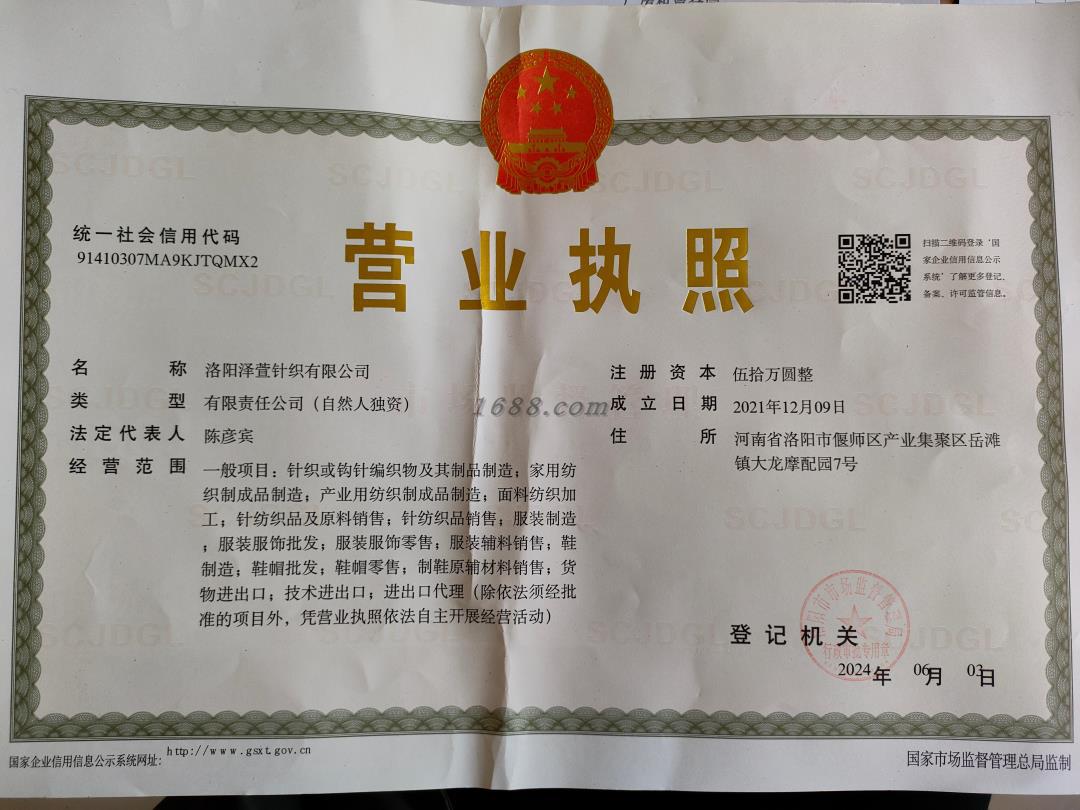 统一社会信用代码
91410307MA9KJTQMX2
营业执照
扫描二维码登录‘国
家企业信用信息公示
系统’了解更多登记、
备案、许可监管信息。
名称 洛阳泽萱针织有限公司
类型 有限责任公司（自然人独资）
法定代表人 陈彦宾
经营范围 一般项目：针织或钩针编织物及其制品制造；家用纺
织制成品制造；产业用纺织制成品制造；面料纺织加
工；针纺织品及原料销售；针纺织品销售；服装制造
；服装服饰批发；服装服饰零售；服装辅料销售；鞋
制造；鞋帽批发；鞋帽零售；制鞋原辅材料销售；货
物进出口；技术进出口；进出口代理（除依法须经批
准的项目外，凭营业执照依法自主开展经营活动）
注册资本 伍拾万圆整
成立日期 2021年12月09日
住所 河南省洛阳市偃师区产业集聚区岳滩
镇大龙摩配园7号
1688.com
SCJDGL
登记机关
行政审批专用章
2024年06月03日
国家企业信用信息公示系统网址：http://www.gsxt.gov.cn
国家市场监督管理总局监制